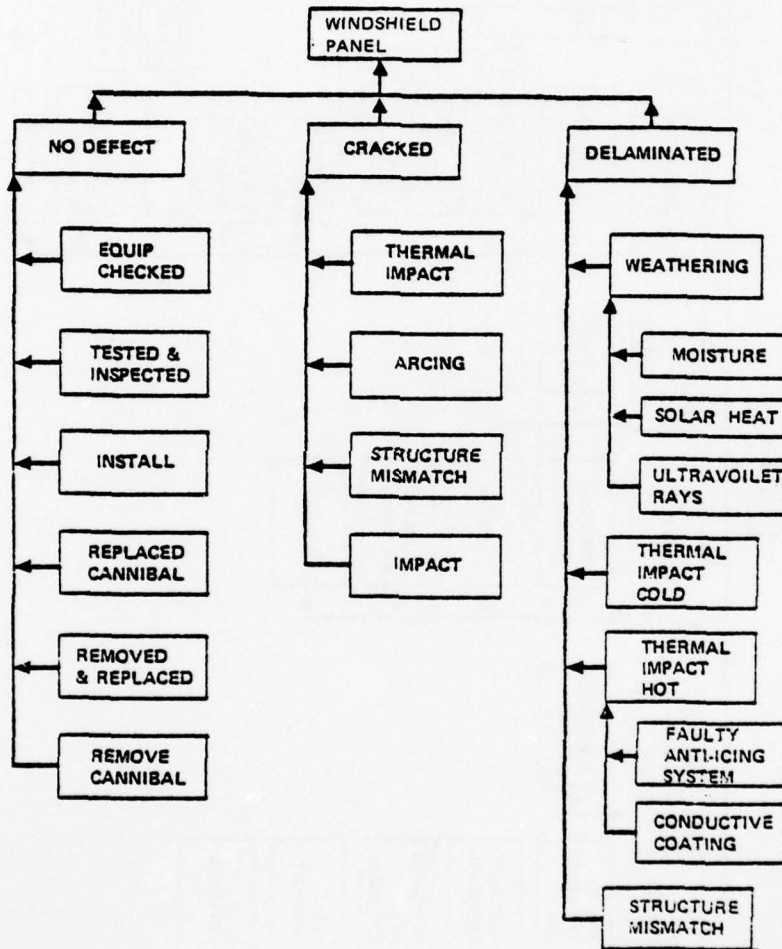 WINDSHIELD
PANEL
NO DEFECT
EQUIP
CHECKED
TESTED &
INSPECTED
INSTALL
REPLACED
CANNIBAL
REMOVED
& REPLACED
REMOVE
CANNIBAL
CRACKED
THERMAL
IMPACT
ARCING
STRUCTURE
MISMATCH
IMPACT
DELAMINATED
WEATHERING
MOISTURE
SOLAR HEAT
ULTRAVOILET
RAYS
THERMAL
IMPACT
COLD
THERMAL
IMPACT
HOT
FAULTY
ANTI-ICING
SYSTEM
CONDUCTIVE
COATING
STRUCTURE
MISMATCH